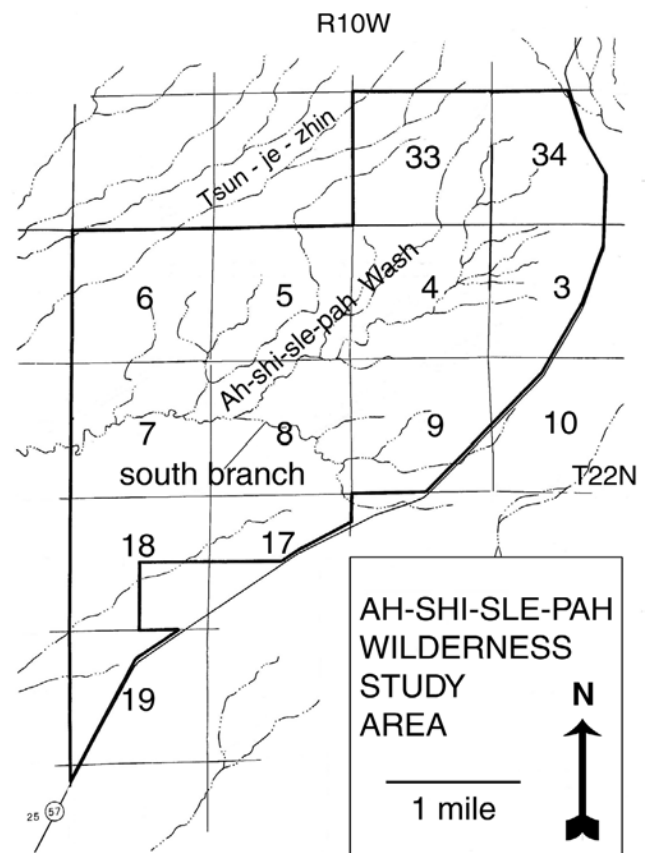 R10W
33
34
Tsun - je - zhin
6
5
4
3
Ah-shi-sle-pah Wash
7
8
9
10
south branch
T22N
18
17
19
AH-SHI-SLE-PAH
WILDERNESS
STUDY
AREA
N
1 mile
25
57